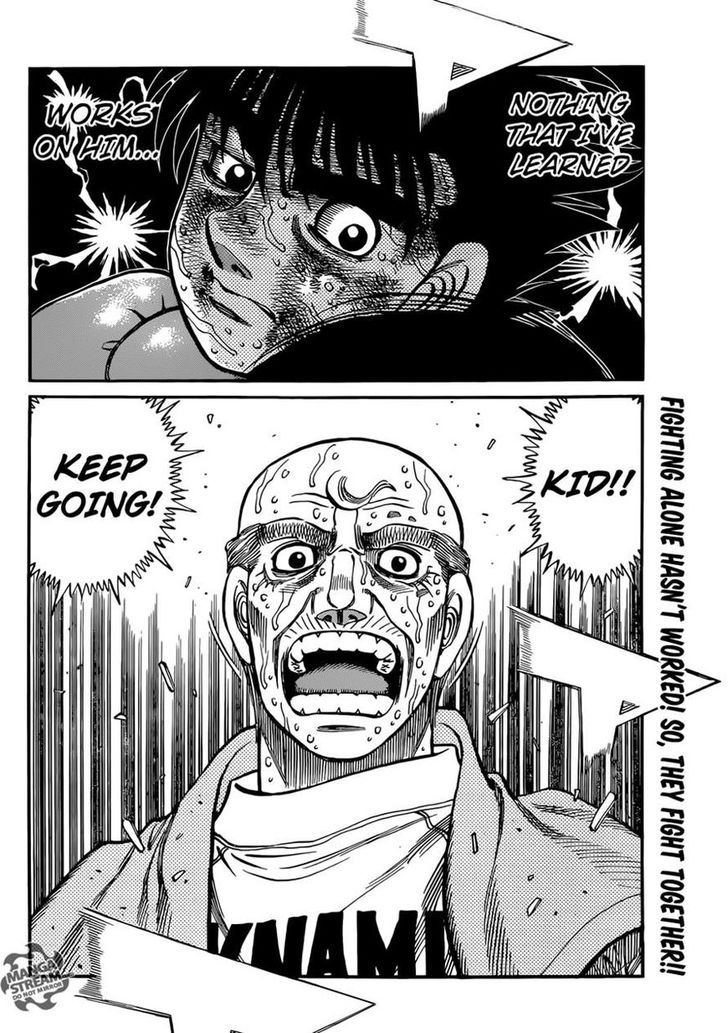 NOTHING
THAT I'VE
LEARNED
WORKS
ON HIM...
KID!!
KEEP
GOING!
FIGHTING ALONE HASN'T WORKED! SO, THEY FIGHT TOGETHER!!
KNAMI
MANGA
STREAM
DO NOT MIRROR